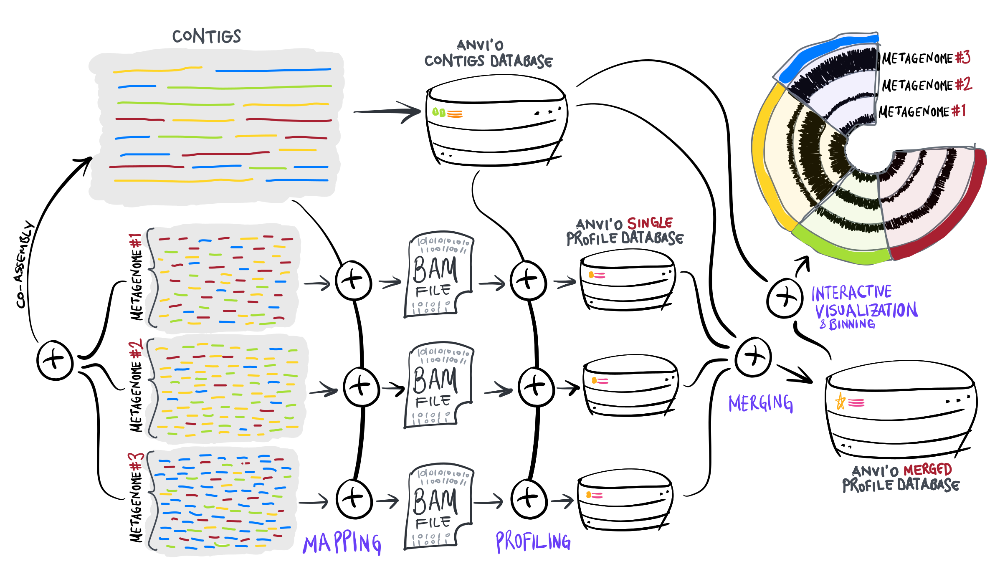 CONTIGS
ANVI'O
CONTIGS DATABASE
CO-ASSEMBLY
METAGENOME #1
METAGENOME #2
METAGENOME #3
BAM
FILE
BAM
FILE
BAM
FILE
MAPPING
PROFILING
ANVI'O SINGLE
PROFILE DATABASE
MERGING
METAGENOME #3
METAGENOME #2
METAGENOME #1
INTERACTIVE
VISUALIZATION
& BINNING
ANVI'O MERGED
PROFILE DATABASE